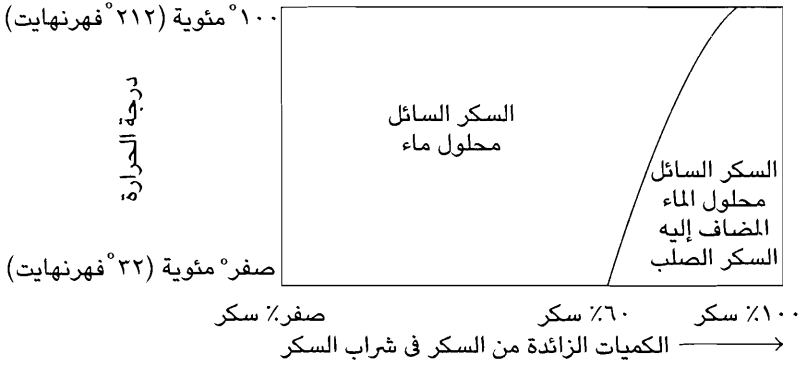 ١٠٠° مئوية (٢١٢° فهرنهايت)
درجة الحرارة
السكر السائل
محلول ماء
السكر السائل
محلول الماء
المضاف إليه
السكر الصلب
صفر° مئوية (٣٢° فهرنهايت)
صفر٪ سكر
٦٠٪ سكر
١٠٠٪ سكر
الكميات الزائدة من السكر فى شراب السكر